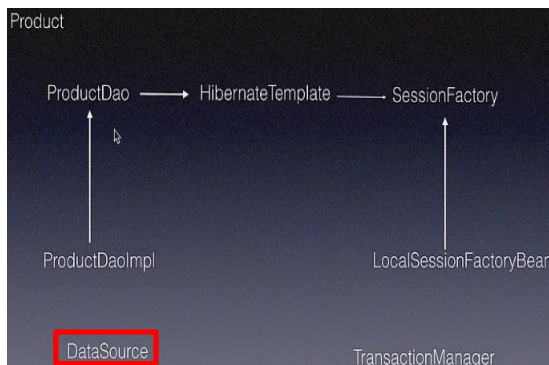 Product
ProductDao HibernateTemplate SessionFactory
ProductDaoImpl LocalSessionFactoryBean
DataSource TransactionManager